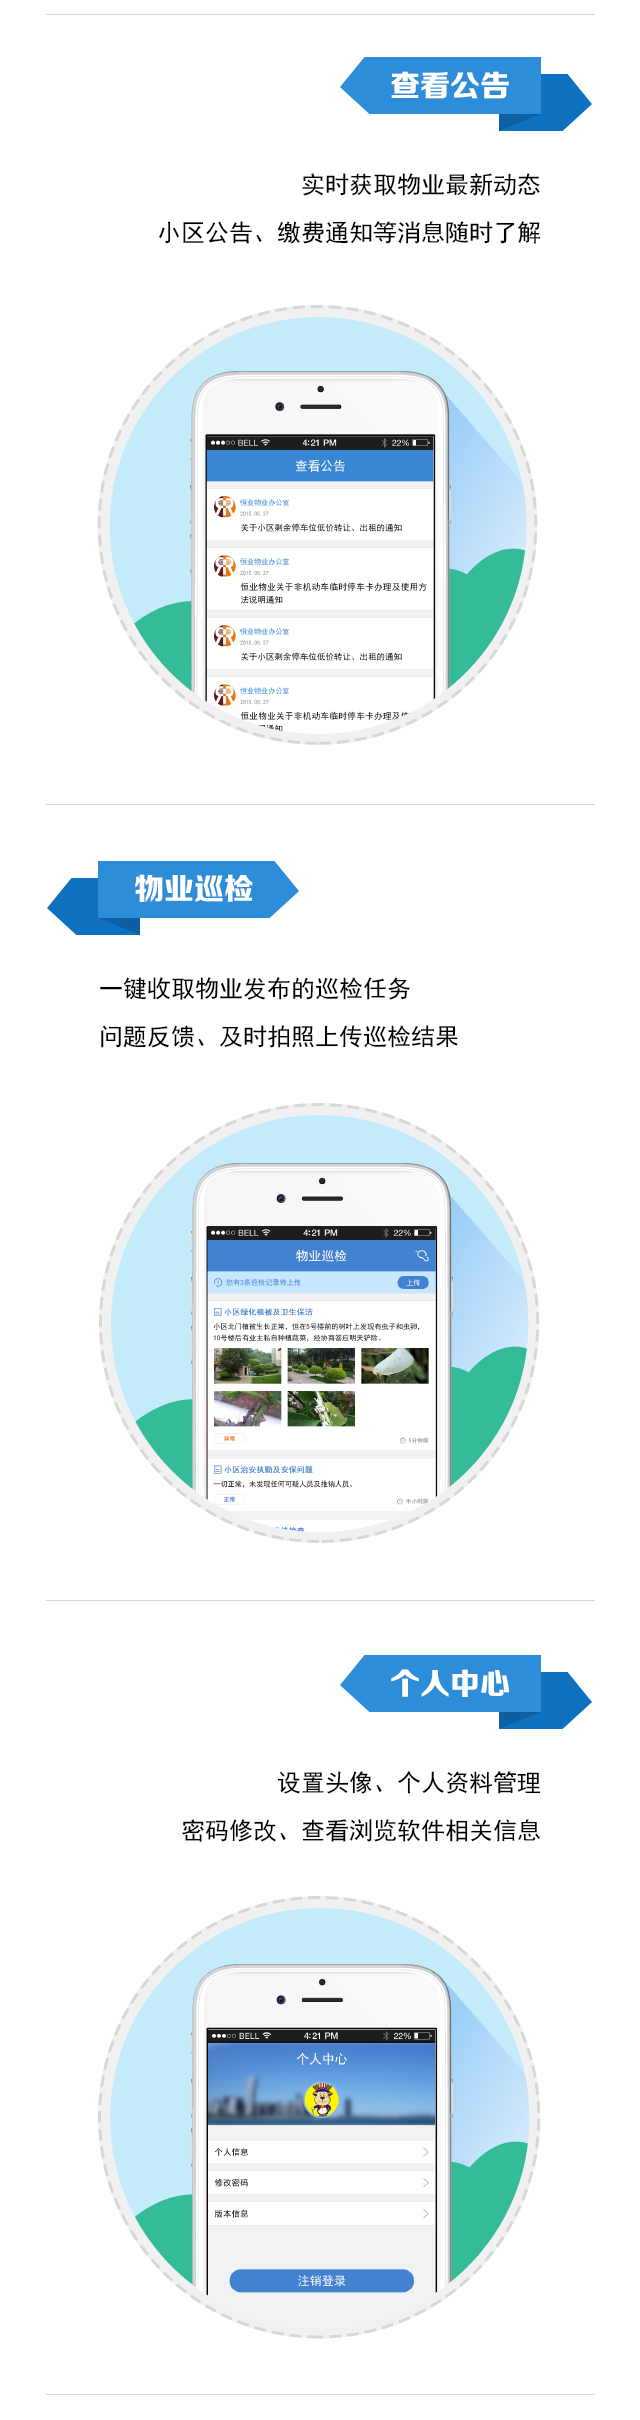 查看公告
实时获取物业最新动态
小区公告、缴费通知等消息随时了解
BELL 4:21 PM 22%
查看公告
恒业物业办公室
2015.05.27
关于小区剩余停车位低价转让、出租的通知
恒业物业办公室
2015.05.27
恒业物业关于非机动车临时停车卡办理及使用方
法说明通知
恒业物业办公室
2015.05.27
关于小区剩余停车位低价转让、出租的通知
恒业物业办公室
2015.05.27
恒业物业关于非机动车临时停车卡办理及使
通知
物业巡检
一键收取物业发布的巡检任务
问题反馈、及时拍照上传巡检结果
BELL 4:21 PM 22%
物业巡检
您有3条巡检记录待上传 上传
小区绿化植被及卫生保洁
小区北门植被生长正常，但在5号楼前的树叶上发现有虫子和虫卵，
10号楼后有业主私自种植蔬菜，经协商答应明天铲除。
异常 5分钟前
小区治安执勤及安保问题
一切正常，未发现任何可疑人员及推销人员。
正常 半小时前
个人中心
设置头像、个人资料管理
密码修改、查看浏览软件相关信息
BELL 4:21 PM 22%
个人中心
个人信息
修改密码
版本信息
注销登录